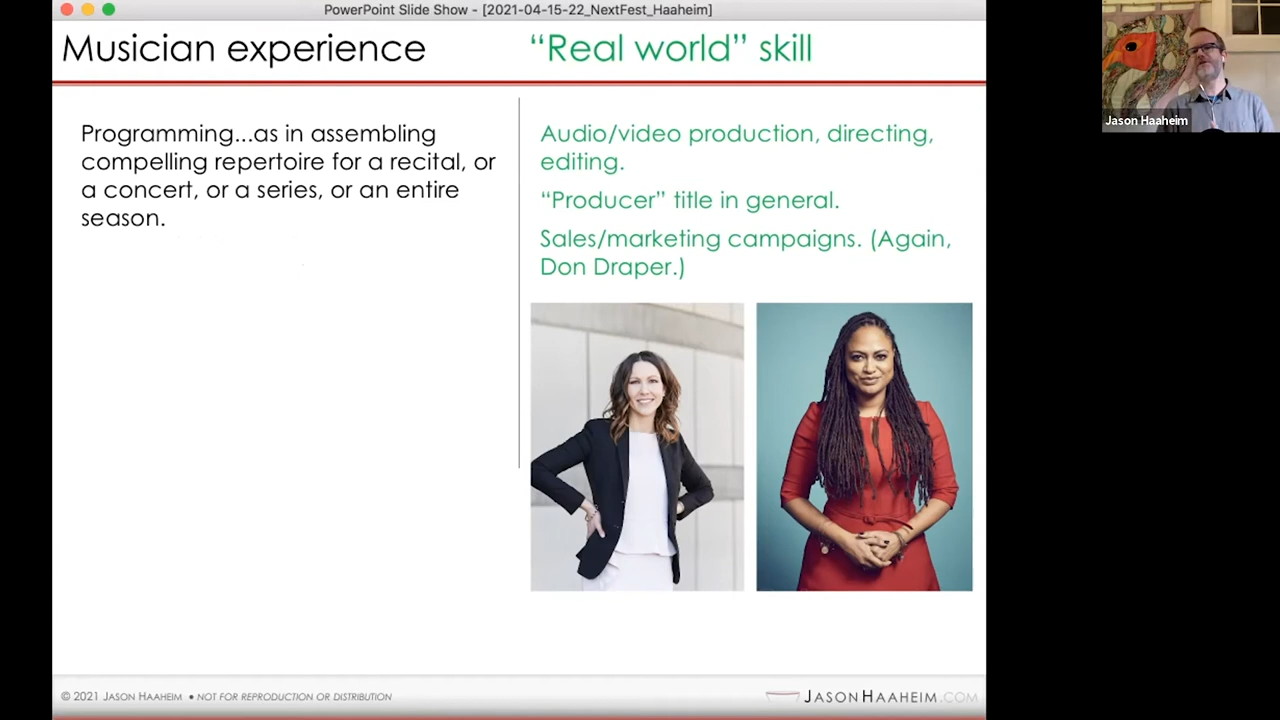 PowerPoint Slide Show - [2021-04-15-22_NextFest_Haaheim]
Musician experience
“Real world” skill
Programming...as in assembling
compelling repertoire for a recital, or
a concert, or a series, or an entire
season.
Audio/video production, directing,
editing.
“Producer” title in general.
Sales/marketing campaigns. (Again,
Don Draper.)
Jason Haaheim
© 2021 JASON HAAHEIM • NOT FOR REPRODUCTION OR DISTRIBUTION
JASONHAAHEIM.COM